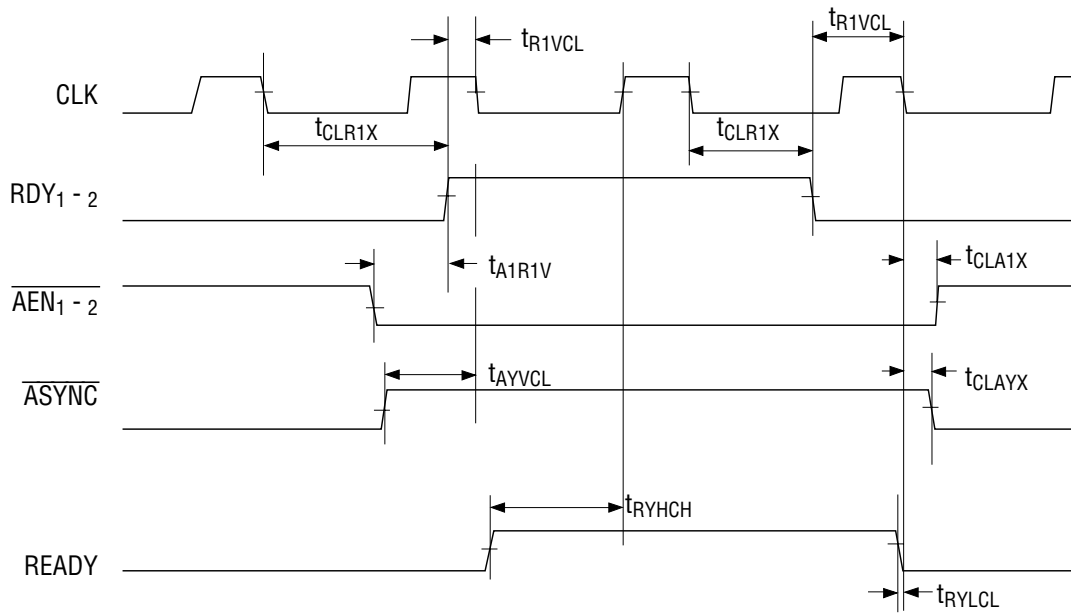 tR1VCL
tR1VCL
CLK
tCLR1X
tCLR1X
RDY1 - 2
tA1R1V
tCLA1X
AEN1 - 2
tAYVCL
tCLAYX
ASYNC
tRYHCH
READY
tRYLCL